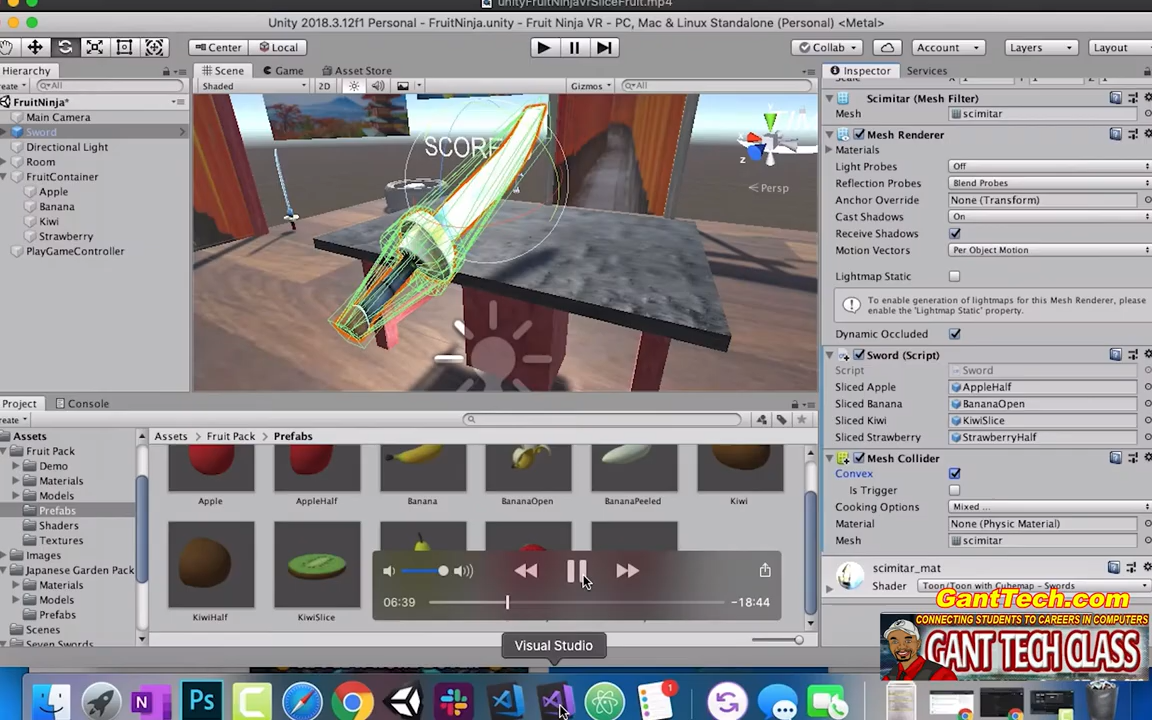 unityFruitNinjaVrSliceFruit.mp4
Unity 2018.3.12f1 Personal - FruitNinja.unity - Fruit Ninja VR - PC, Mac & Linux Standalone (Personal) <Metal>
Center
Local
Collab
Account
Layers
Layout
Hierarchy
Scene
Game
Asset Store
Inspector
Services
All
Shaded
2D
Gizmos
All
FruitNinja*
Main Camera
Sword
Directional Light
Room
FruitContainer
Apple
Banana
Kiwi
Strawberry
PlayGameController
SCORE
z
Persp
Scimitar (Mesh Filter)
Mesh
scimitar
Mesh Renderer
Materials
Light Probes
Off
Reflection Probes
Blend Probes
Anchor Override
None (Transform)
Cast Shadows
On
Receive Shadows
Motion Vectors
Per Object Motion
Lightmap Static
To enable generation of lightmaps for this Mesh Renderer, please
enable the 'Lightmap Static' property.
Dynamic Occluded
Sword (Script)
Script
Sword
Sliced Apple
AppleHalf
Sliced Banana
BananaOpen
Sliced Kiwi
KiwiSlice
Sliced Strawberry
StrawberryHalf
Mesh Collider
Convex
Is Trigger
Cooking Options
Mixed ...
Material
None (Physic Material)
Mesh
scimitar
scimitar_mat
Shader
Toon/Toon with Cubemap - Swords
Project
Console
Assets
Fruit Pack
Demo
Materials
Models
Prefabs
Shaders
Textures
Images
Japanese Garden Pack
Materials
Models
Prefabs
Scenes
Seven Swords
Assets
Fruit Pack
Prefabs
Apple
AppleHalf
Banana
BananaOpen
BananaPeeled
Kiwi
KiwiHalf
KiwiSlice
06:39
-18:44
Visual Studio
N
Ps
C
1
GantTech.com
CONNECTING STUDENTS TO CAREERS IN COMPUTERS
GANT TECH CLASS